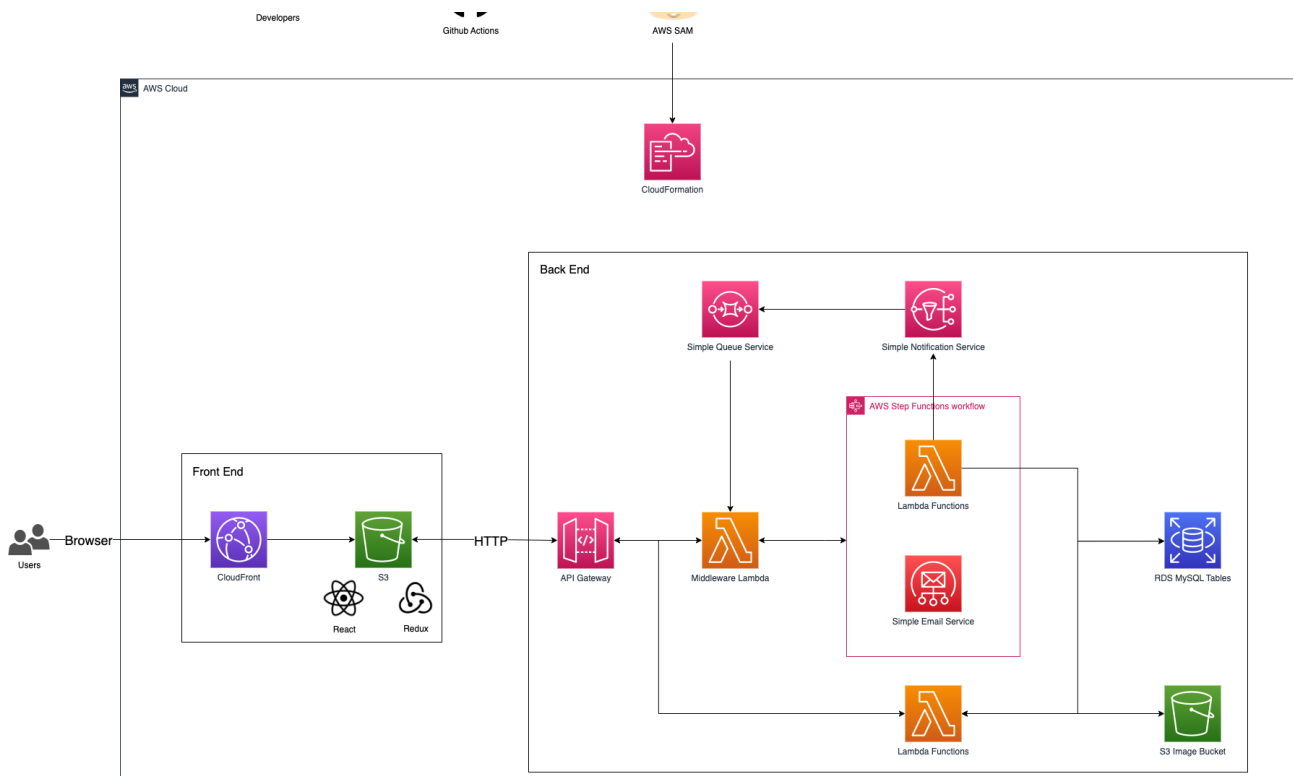 Developers
Github Actions
AWS SAM
aws
AWS Cloud
CloudFormation
Back End
Simple Queue Service
Simple Notification Service
AWS Step Functions workflow
Front End
Lambda Functions
Users
Browser
CloudFront
S3
HTTP
API Gateway
Middleware Lambda
RDS MySQL Tables
React
Redux
Simple Email Service
Lambda Functions
S3 Image Bucket